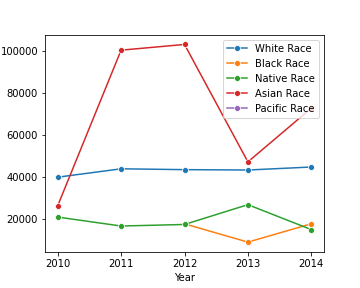 100000
80000
60000
40000
20000
2010
2011
2012
2013
2014
Year
White Race
Black Race
Native Race
Asian Race
Pacific Race